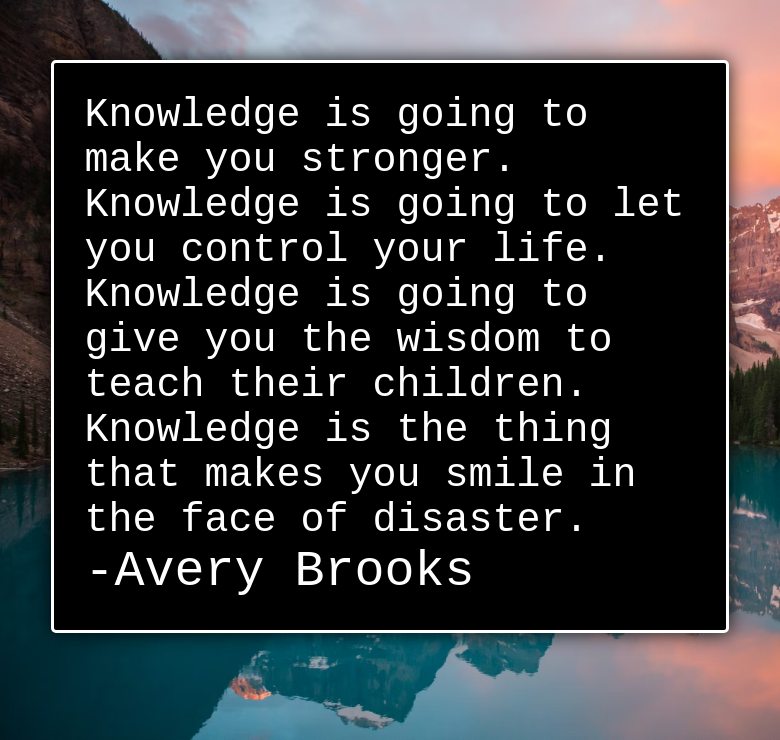 Knowledge is going to
make you stronger.
Knowledge is going to let
you control your life.
Knowledge is going to
give you the wisdom to
teach their children.
Knowledge is the thing
that makes you smile in
the face of disaster.
-Avery Brooks